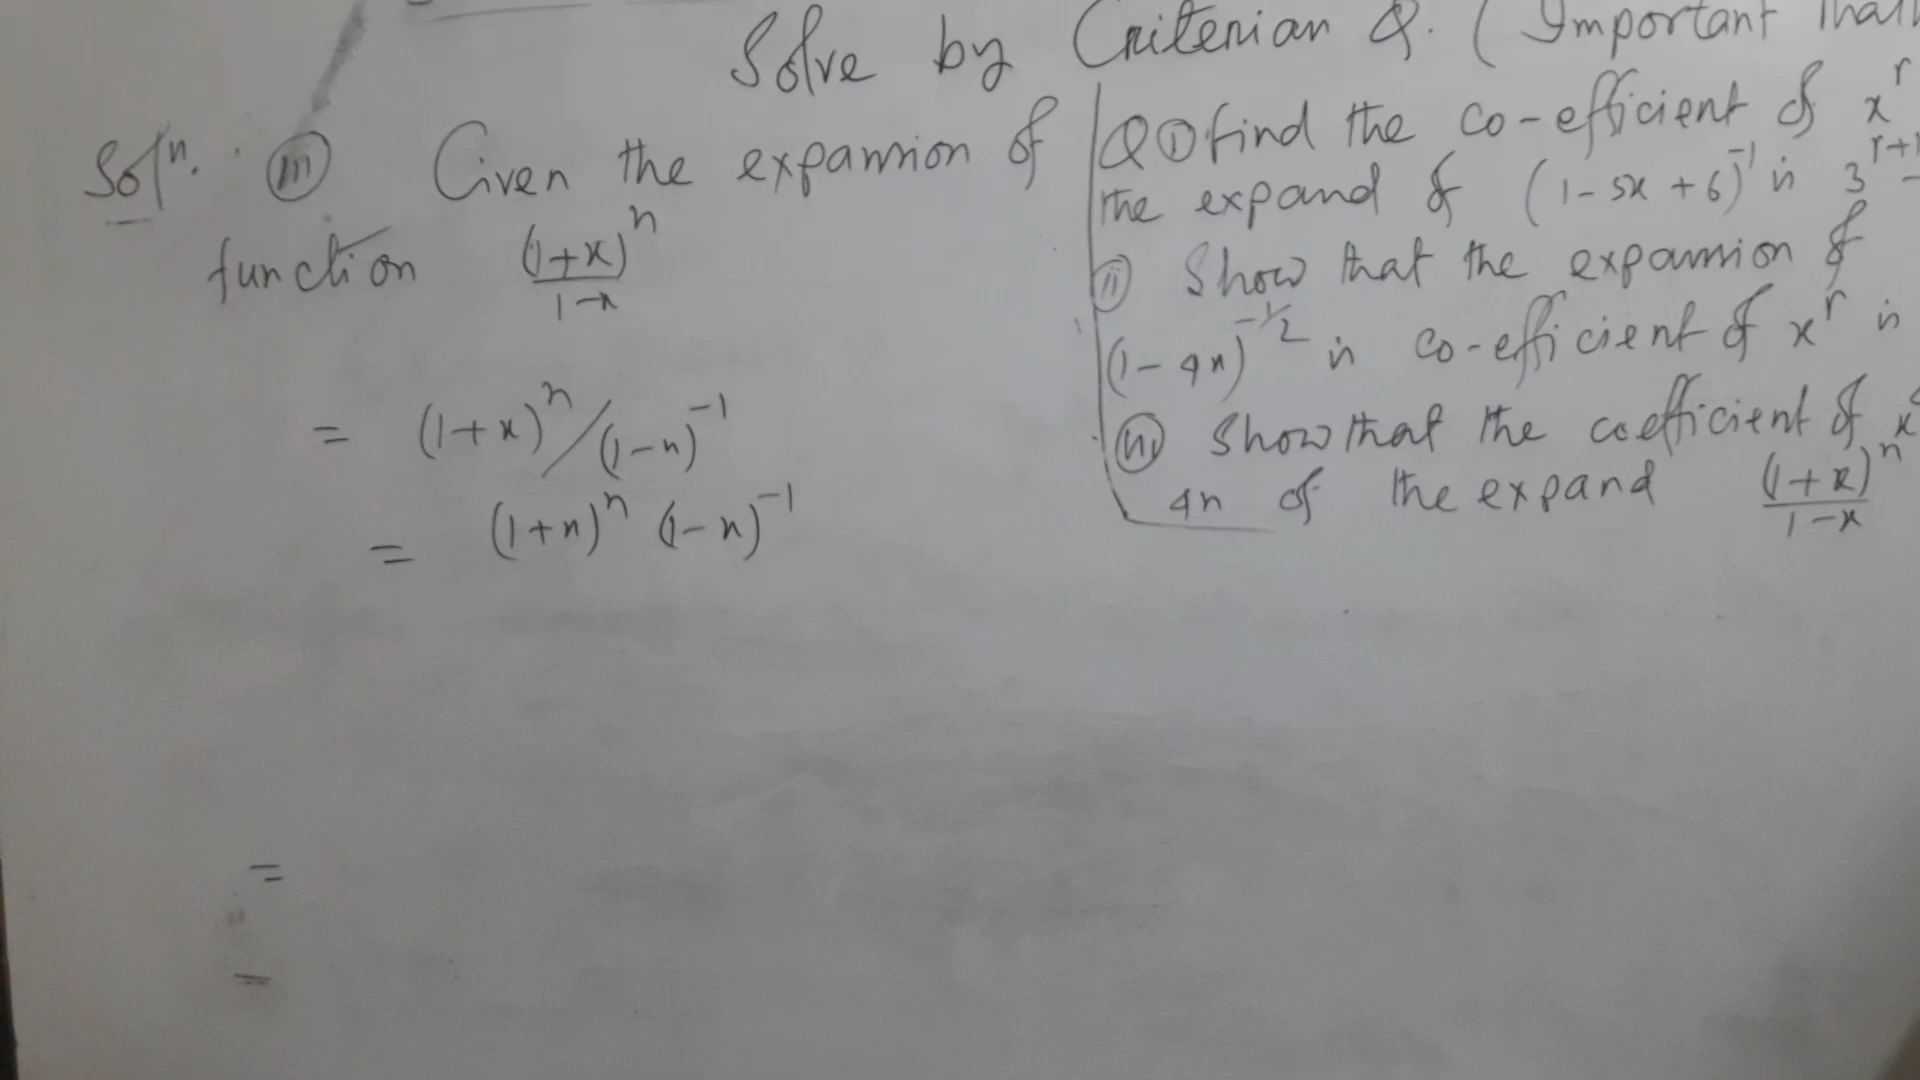 Solve by Criterian Q. ( Important
Solⁿ. (iii) Given the expansion of
function (1+x)ⁿ/1-x
= (1+x)ⁿ/(1-x)⁻¹
= (1+x)ⁿ (1-x)⁻¹
=
=
Q (i) find the co-efficient of xʳ
the expand of (1-5x+6)⁻¹ is 3ʳ⁺¹ -
(ii) Show that the expansion of
(1-4x)⁻¹/² is co-efficient of xʳ is
(iii) Show that the coefficient of x
4n of the expand (1+x)ⁿ/1-x